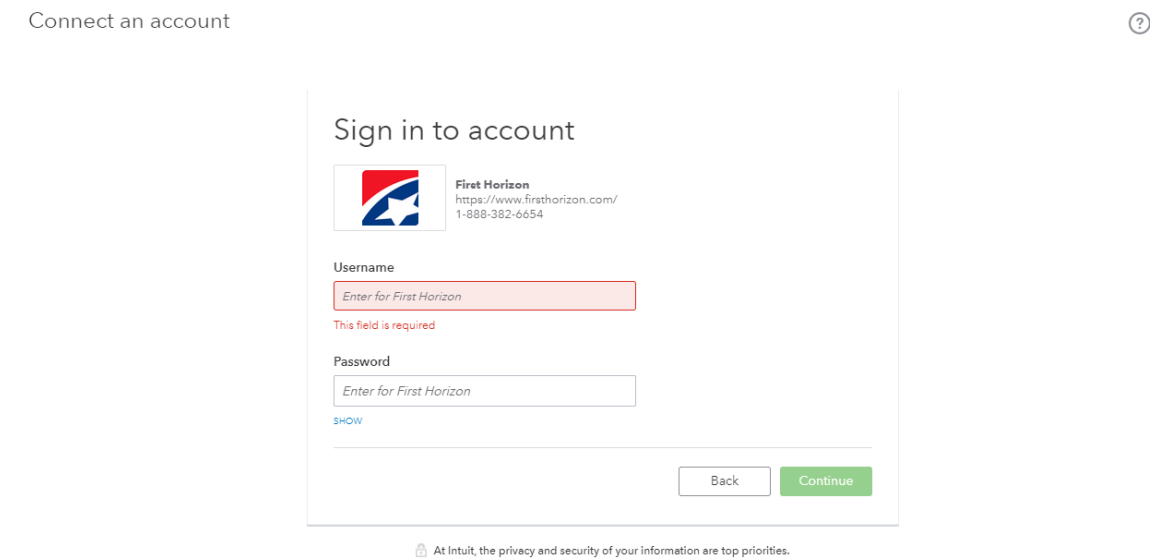 Connect an account
?
Sign in to account
First Horizon
https://www.firsthorizon.com/
1-888-382-6654
Username
Enter for First Horizon
This field is required
Password
Enter for First Horizon
SHOW
Back Continue
At Intuit, the privacy and security of your information are top priorities.